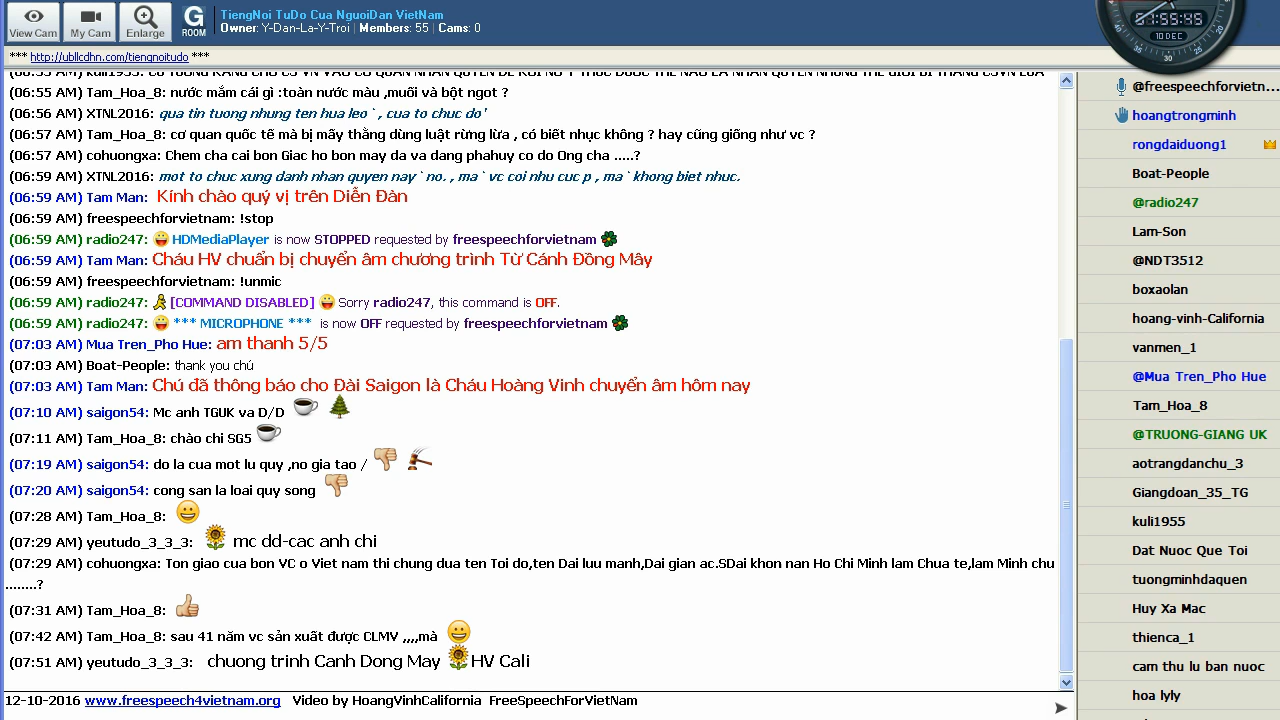 View Cam
My Cam
Enlarge
G
ROOM
TiengNoi TuDo Cua NguoiDan VietNam
Owner: Y-Dan-La-Y-Troi | Members: 55 | Cams: 0
01:55:45
10 DEC
30
*** http://ubllcdhn.com/tiengnoitudo ***
(06:55 AM) Tam_Hoa_8: nước mắm cái gì :toàn nước màu ,muối và bột ngot ?
(06:56 AM) XTNL2016: qua tin tuong nhung ten hua leo ` , cua to chuc do'
(06:57 AM) Tam_Hoa_8: cơ quan quốc tế mà bị mấy thằng dùng luật rừng lừa , có biết nhục không ? hay cũng giống như vc ?
(06:57 AM) cohuongxa: Chem cha cai bon Giac ho bon may da va dang phahuy co do Ong cha .....?
(06:59 AM) XTNL2016: mot to chuc xung danh nhan quyen nay ` no. , ma ` vc coi nhu cuc p , ma ` khong biet nhuc.
(06:59 AM) Tam Man: Kính chào quý vị trên Diễn Đàn
(06:59 AM) freespeechforvietnam: !stop
(06:59 AM) radio247: HDMediaPlayer is now STOPPED requested by freespeechforvietnam
(06:59 AM) Tam Man: Cháu HV chuẩn bị chuyển âm chương trình Từ Cánh Đồng Mây
(06:59 AM) freespeechforvietnam: !unmic
(06:59 AM) radio247: [COMMAND DISABLED] Sorry radio247, this command is OFF.
(06:59 AM) radio247: *** MICROPHONE *** is now OFF requested by freespeechforvietnam
(07:03 AM) Mua Tren_Pho Hue: am thanh 5/5
(07:03 AM) Boat-People: thank you chú
(07:03 AM) Tam Man: Chú đã thông báo cho Đài Saigon là Cháu Hoàng Vinh chuyển âm hôm nay
(07:10 AM) saigon54: Mc anh TGUK va D/D
(07:11 AM) Tam_Hoa_8: chào chi SG5
(07:19 AM) saigon54: do la cua mot lu quy ,no gia tao /
(07:20 AM) saigon54: cong san la loai quy song
(07:28 AM) Tam_Hoa_8:
(07:29 AM) yeutudo_3_3_3: mc dd-cac anh chi
(07:29 AM) cohuongxa: Ton giao cua bon VC o Viet nam thi chung dua ten Toi do,ten Dai luu manh,Dai gian ac.SDai khon nan Ho Chi Minh lam Chua te,lam Minh chu
........?
(07:31 AM) Tam_Hoa_8:
(07:42 AM) Tam_Hoa_8: sau 41 năm vc sản xuất được CLMV ,,,,mà
(07:51 AM) yeutudo_3_3_3: chuong trinh Canh Dong May HV Cali
12-10-2016 www.freespeech4vietnam.org Video by HoangVinhCalifornia FreeSpeechForVietNam
@freespeechforvietn...
hoangtrongminh
rongdaiduong1
Boat-People
@radio247
Lam-Son
@NDT3512
boxaolan
hoang-vinh-California
vanmen_1
@Mua Tren_Pho Hue
Tam_Hoa_8
@TRUONG-GIANG UK
aotrangdanchu_3
Giangdoan_35_TG
kuli1955
Dat Nuoc Que Toi
tuongminhdaquen
Huy Xa Mac
thienca_1
cam thu lu ban nuoc
hoa lyly